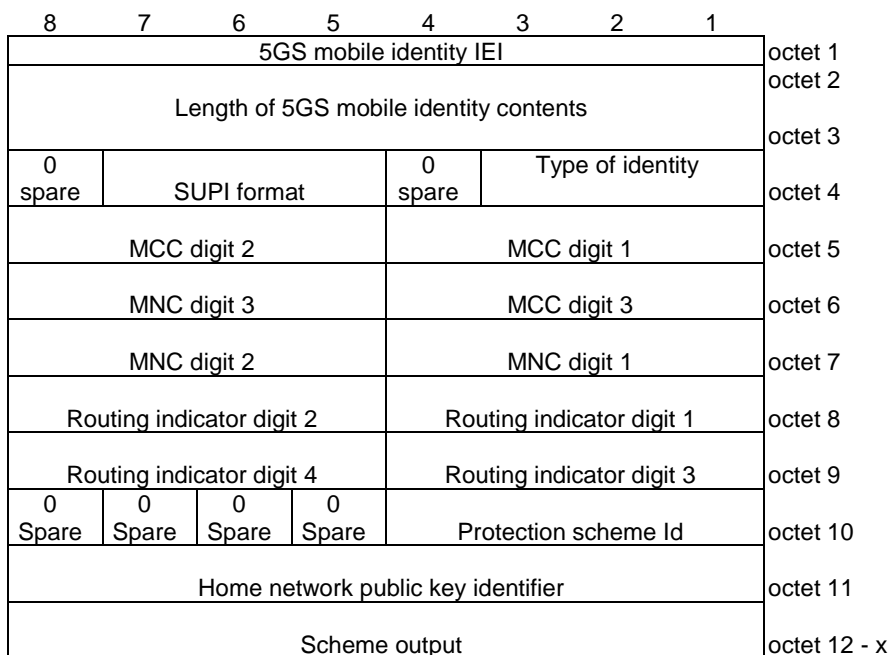 8 7 6 5 4 3 2 1
5GS mobile identity IEI octet 1
octet 2
Length of 5GS mobile identity contents
octet 3
0 0 Type of identity
spare SUPI format spare octet 4
MCC digit 2 MCC digit 1 octet 5
MNC digit 3 MCC digit 3 octet 6
MNC digit 2 MNC digit 1 octet 7
Routing indicator digit 2 Routing indicator digit 1 octet 8
Routing indicator digit 4 Routing indicator digit 3 octet 9
0 0 0 0
Spare Spare Spare Spare Protection scheme Id octet 10
Home network public key identifier octet 11
Scheme output octet 12 - x